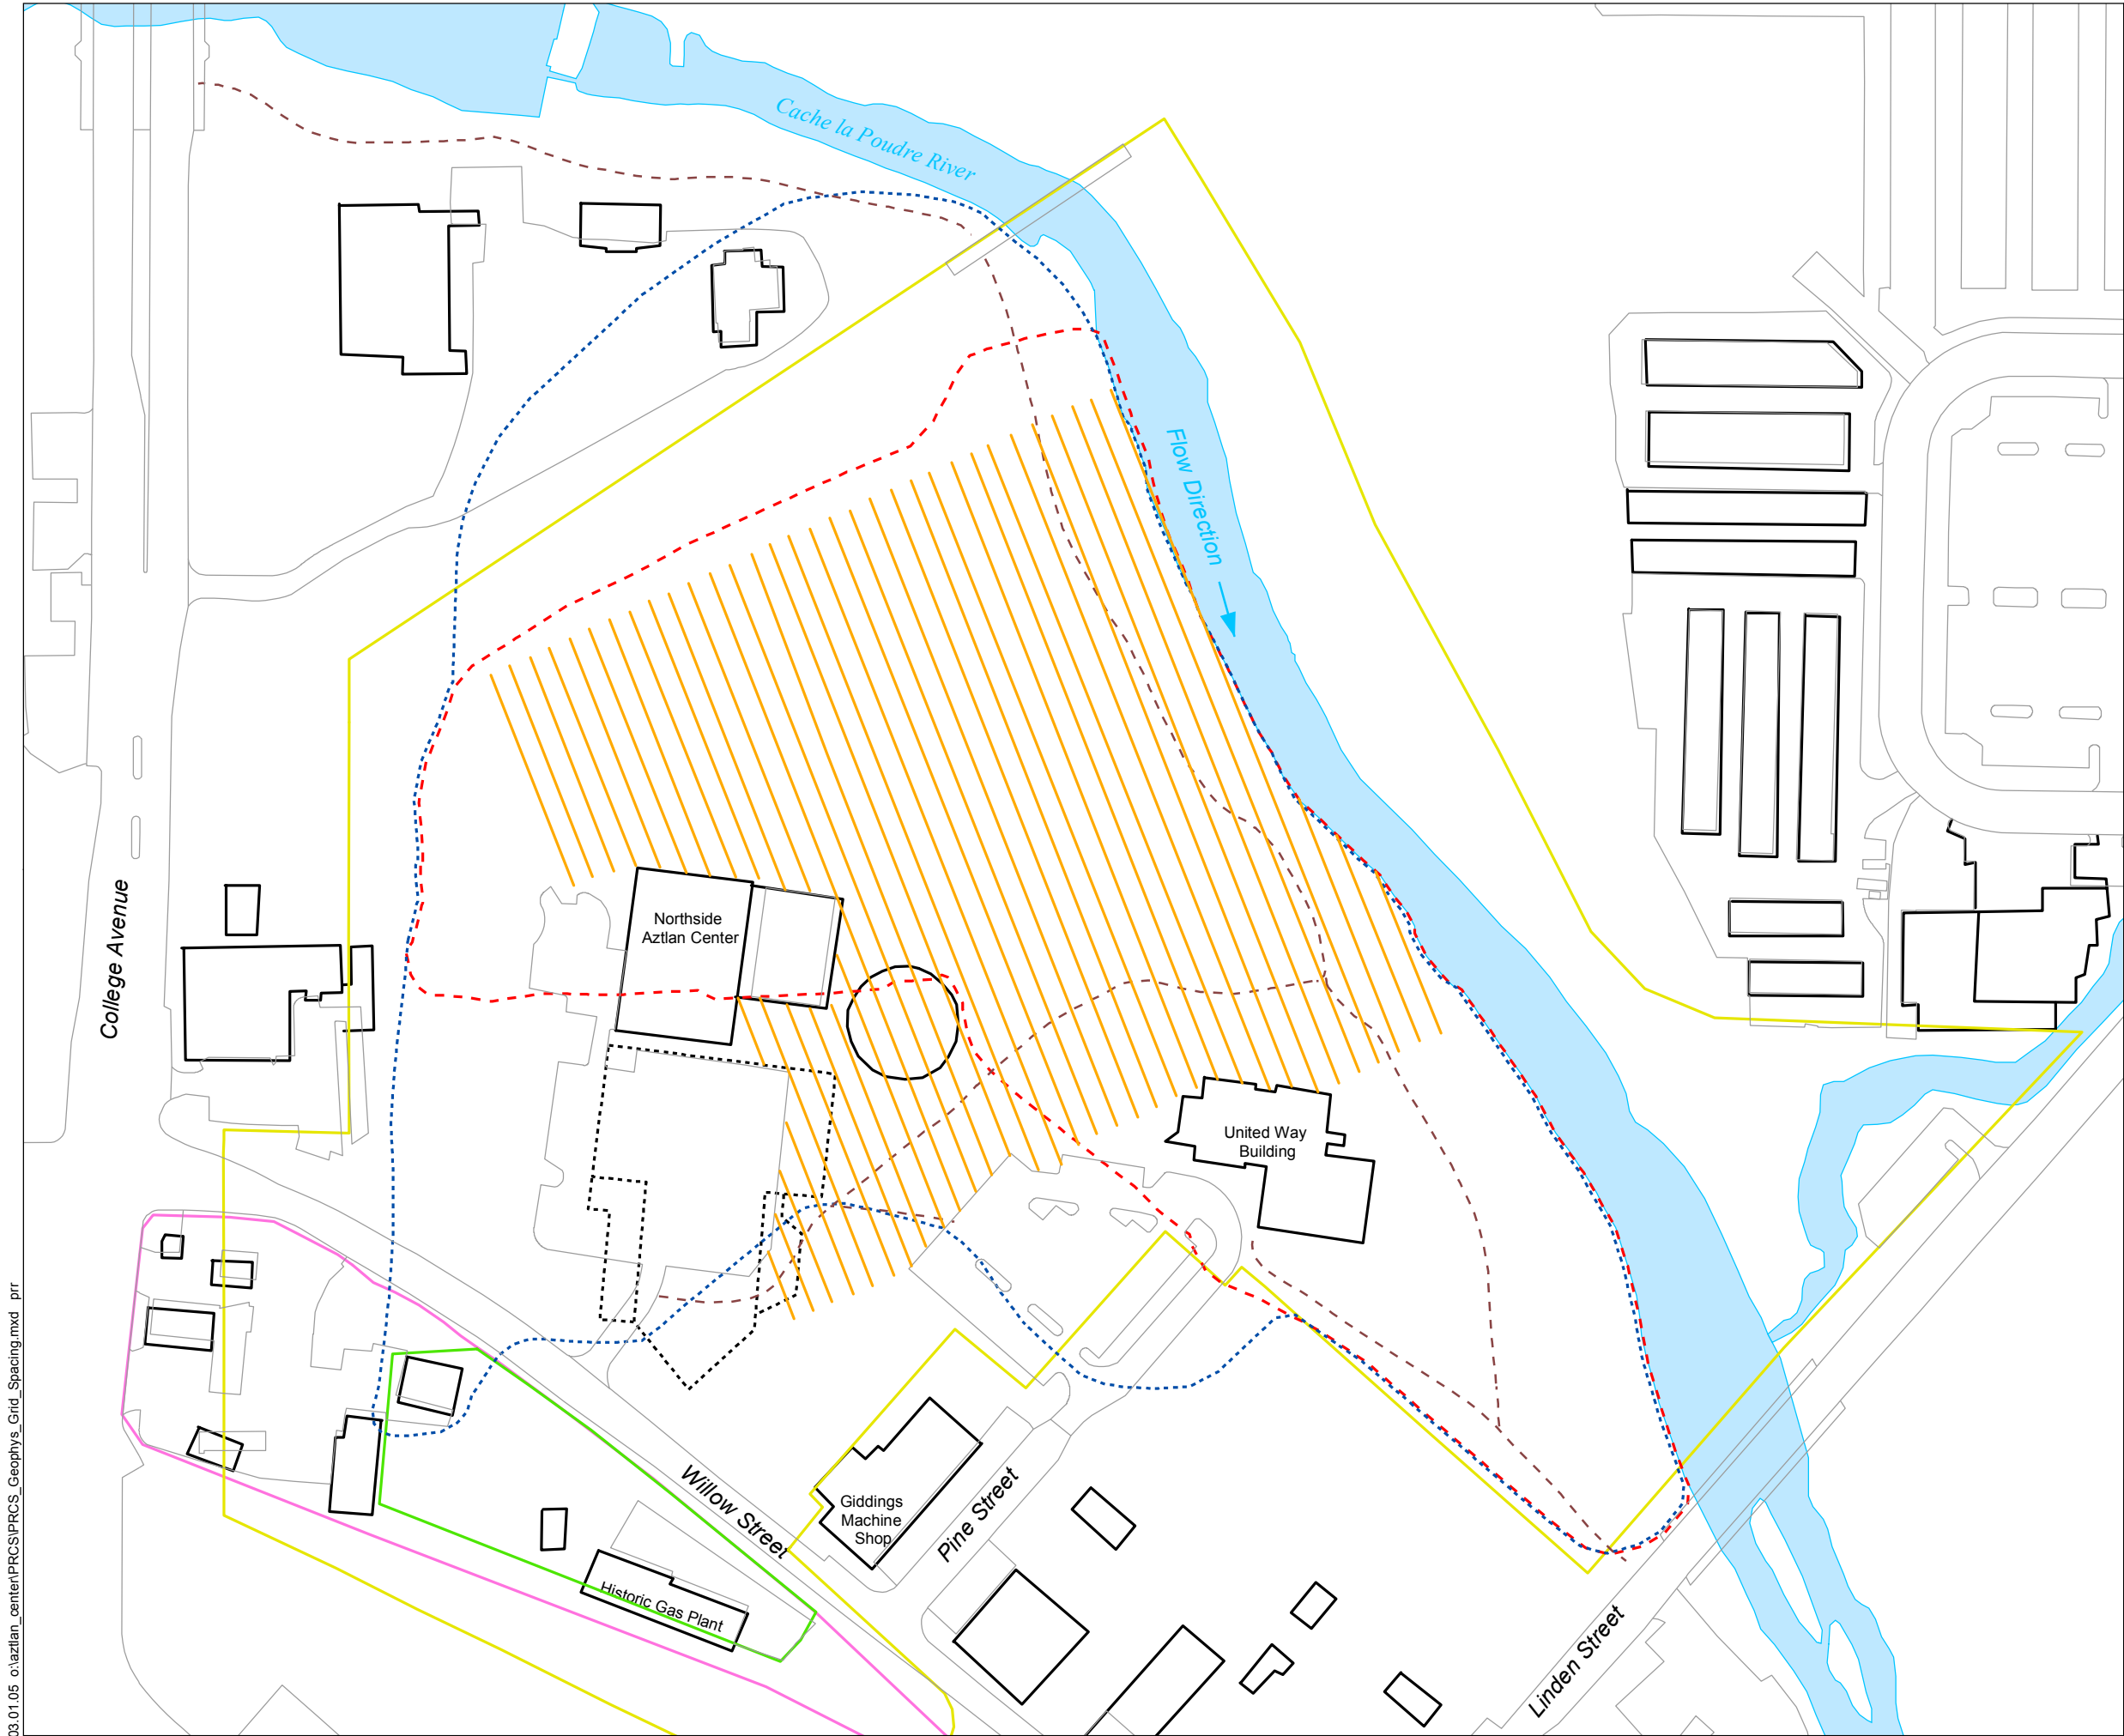 Cache la Poudre River
Flow Direction
Northside
Aztlan Center
College Avenue
United Way
Building
Willow Street
Giddings
Machine
Shop
Pine Street
Historic Gas Plant
Linden Street
03.01.05 o:\aztlan_center\PRCS\PRCS_Geophys_Grid_Spacing.mxd prr